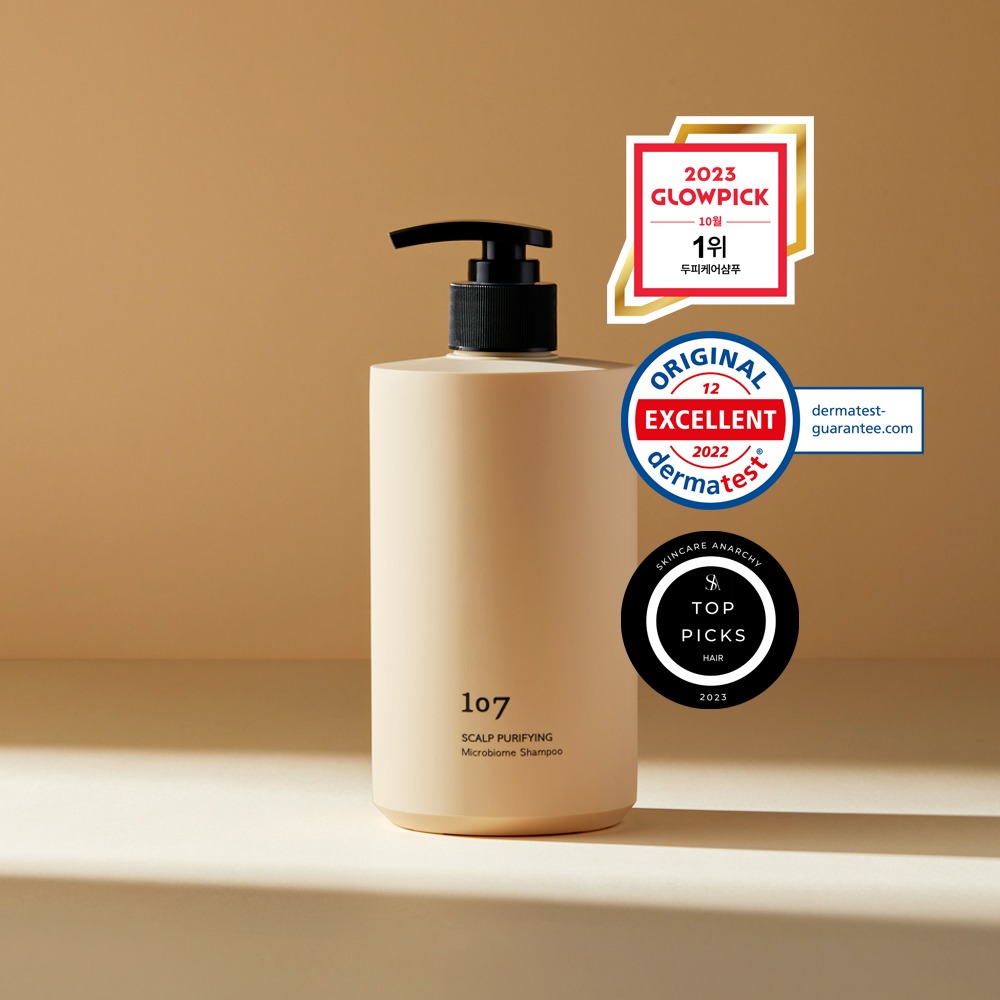 2023
GLOWPICK
10월
1위
두피케어샴푸
ORIGINAL
12
EXCELLENT
2022
dermatest®
dermatest-
guarantee.com
SKINCARE ANARCHY
SA
TOP
PICKS
HAIR
2023
107
SCALP PURIFYING
Microbiome Shampoo